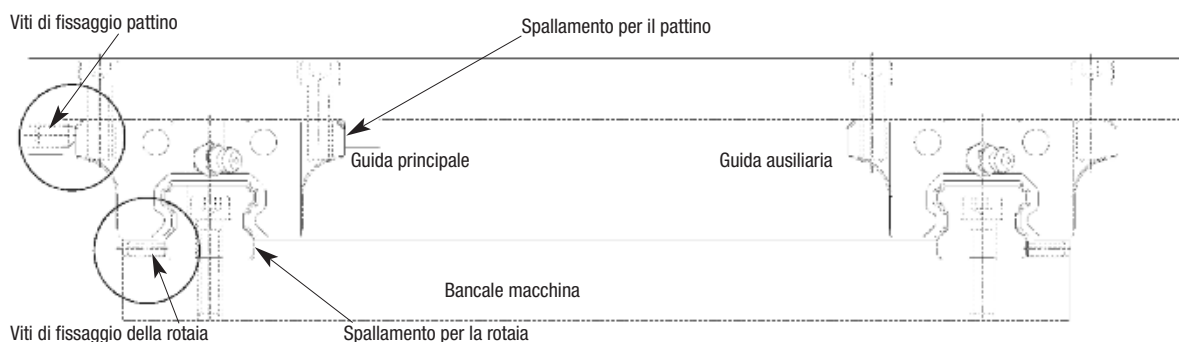 Viti di fissaggio pattino
Spallamento per il pattino
Guida principale
Guida ausiliaria
Bancale macchina
Viti di fissaggio della rotaia
Spallamento per la rotaia